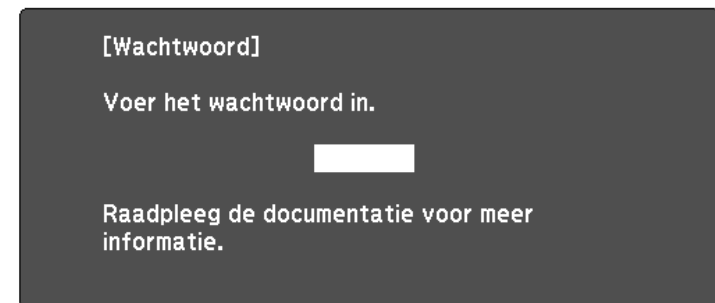 [Wachtwoord]
Voer het wachtwoord in.
Raadpleeg de documentatie voor meer
informatie.